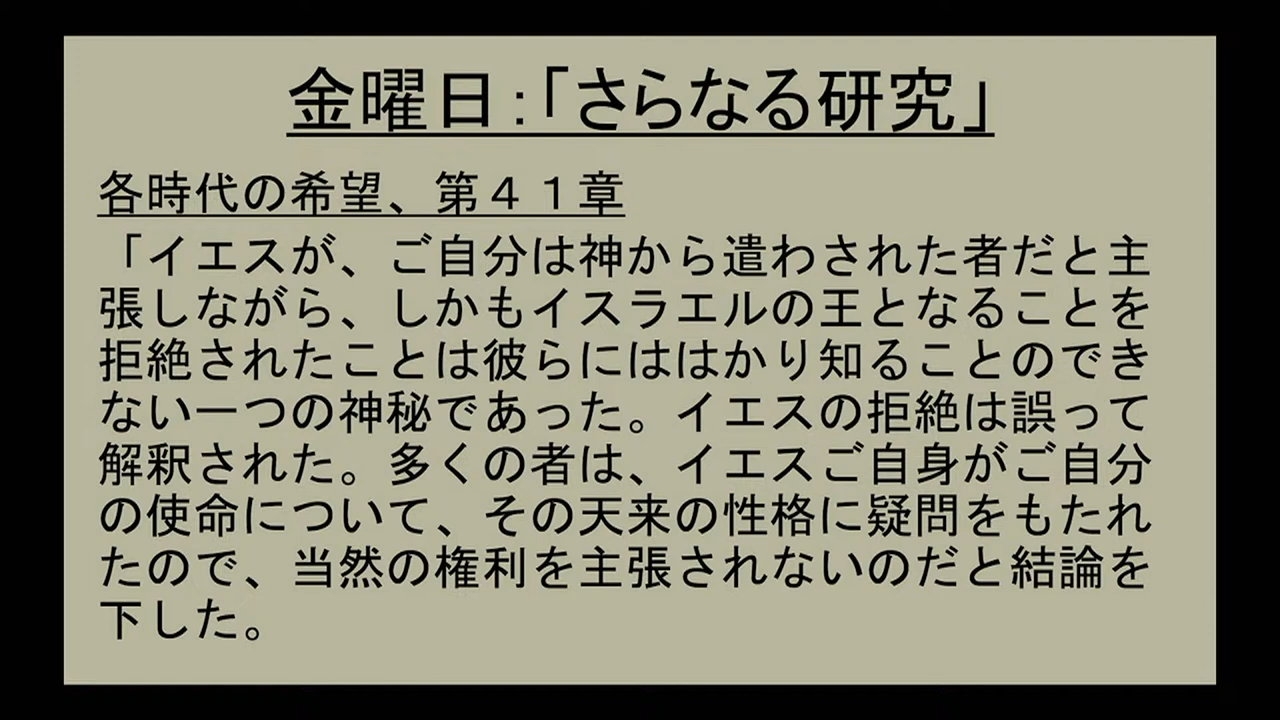 金曜日:「さらなる研究」
各時代の希望、第４１章
「イエスが、ご自分は神から遣わされた者だと主
張しながら、しかもイスラエルの王となることを
拒絶されたことは彼らにははかり知ることのでき
ない一つの神秘であった。イエスの拒絶は誤って
解釈された。多くの者は、イエスご自身がご自分
の使命について、その天来の性格に疑問をもたれ
たので、当然の権利を主張されないのだと結論を
下した。